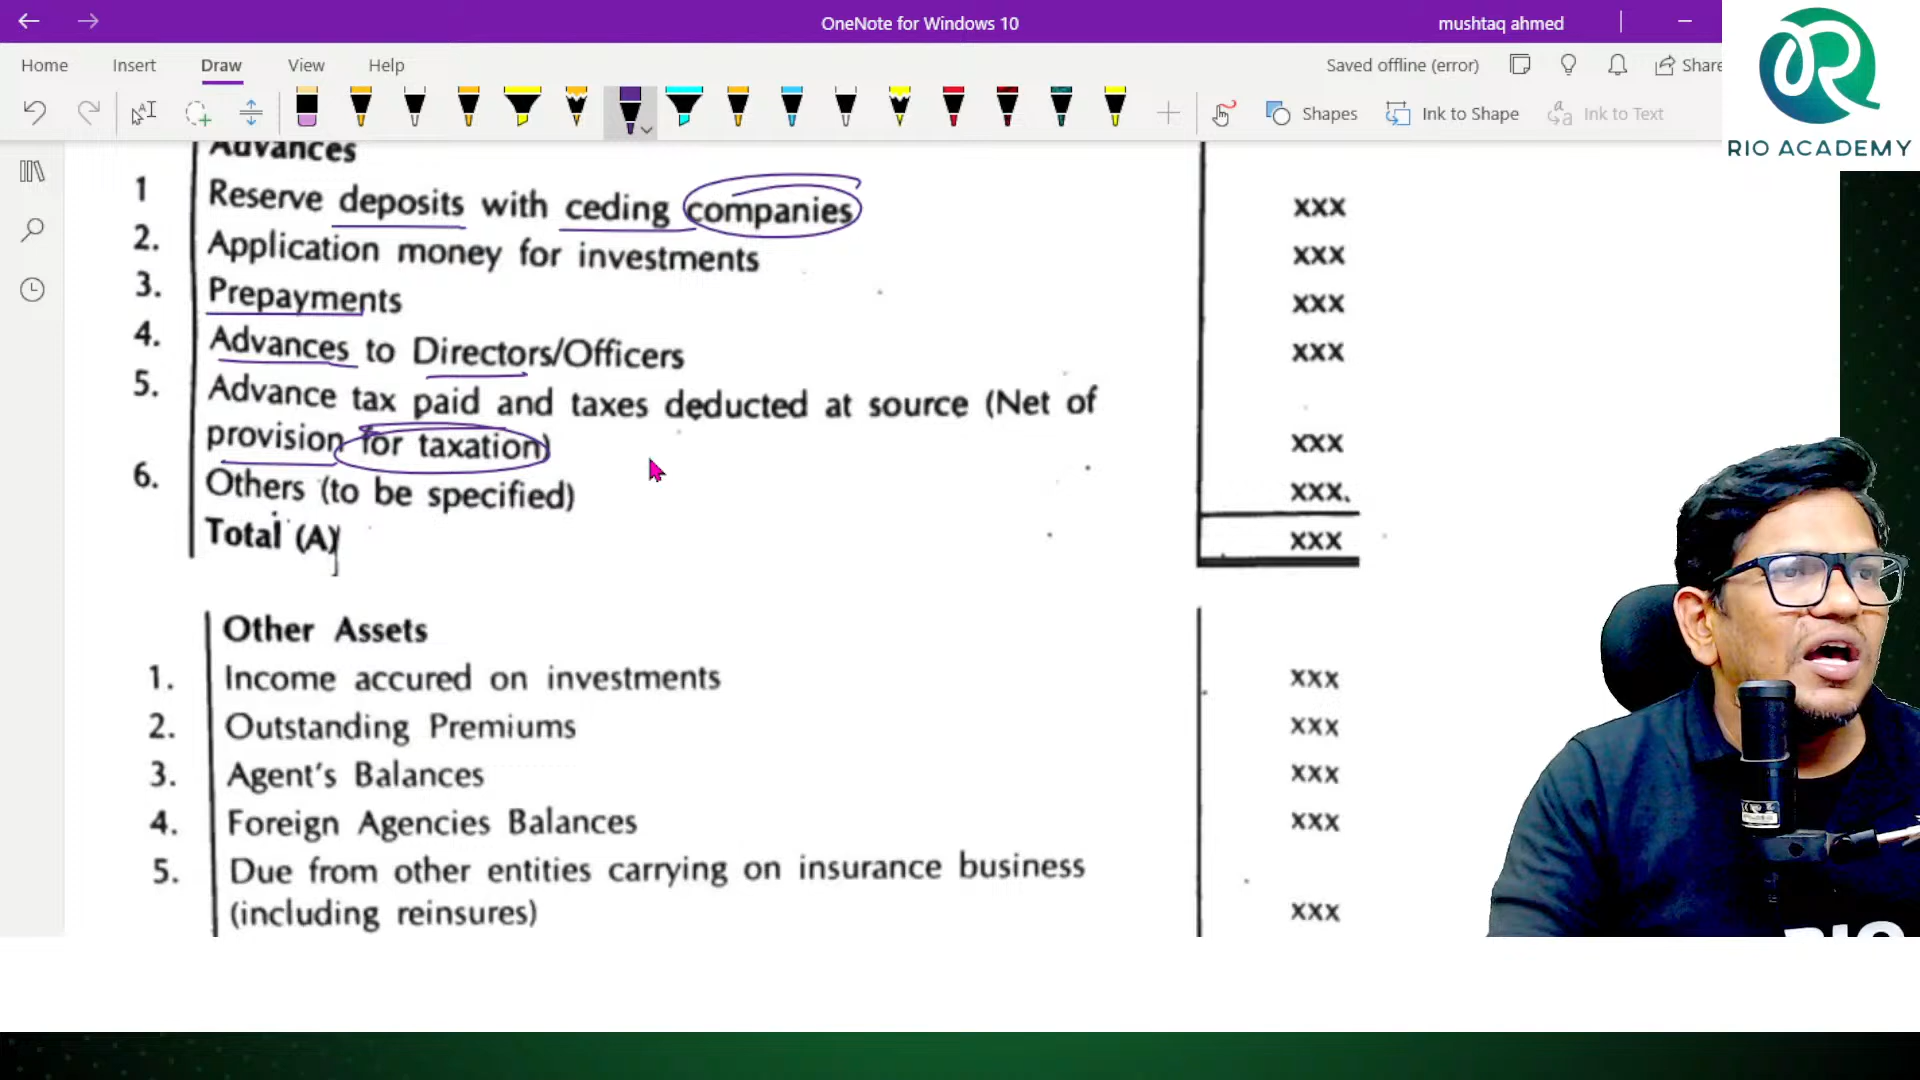 OneNote for Windows 10
mushtaq ahmed
Home Insert Draw View Help
Saved offline (error)
Share
Shapes
Ink to Shape
Ink to Text
RIO ACADEMY
Advances
1 Reserve deposits with ceding companies xxx
2. Application money for investments xxx
3. Prepayments xxx
4. Advances to Directors/Officers xxx
5. Advance tax paid and taxes deducted at source (Net of
provision for taxation) xxx
6. Others (to be specified) xxx.
Total (A) xxx
Other Assets
1. Income accured on investments xxx
2. Outstanding Premiums xxx
3. Agent's Balances xxx
4. Foreign Agencies Balances xxx
5. Due from other entities carrying on insurance business
(including reinsures) xxx